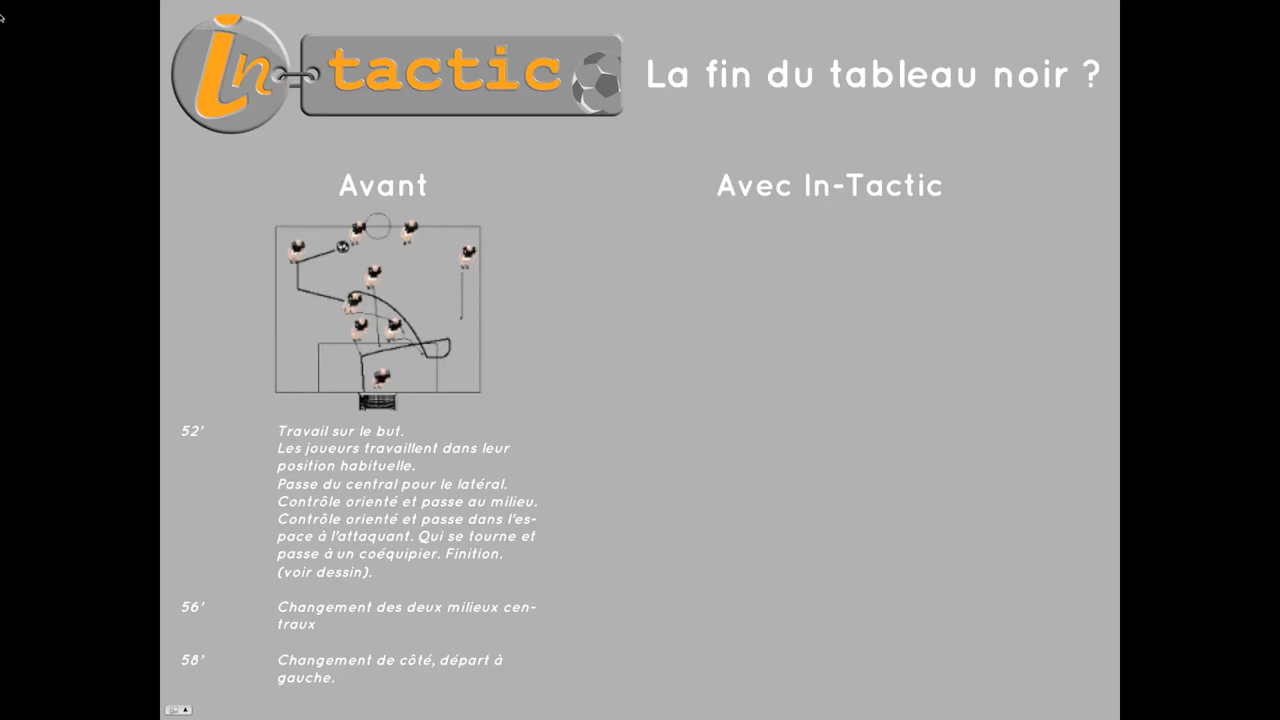 in tactic
La fin du tableau noir ?
Avant
Avec In-Tactic
52' Travail sur le but.
Les joueurs travaillent dans leur
position habituelle.
Passe du central pour le latéral.
Contrôle orienté et passe au milieu.
Contrôle orienté et passe dans l'es-
pace à l'attaquant. Qui se tourne et
passe à un coéquipier. Finition.
(voir dessin).
56' Changement des deux milieux cen-
traux
58' Changement de côté, départ à
gauche.